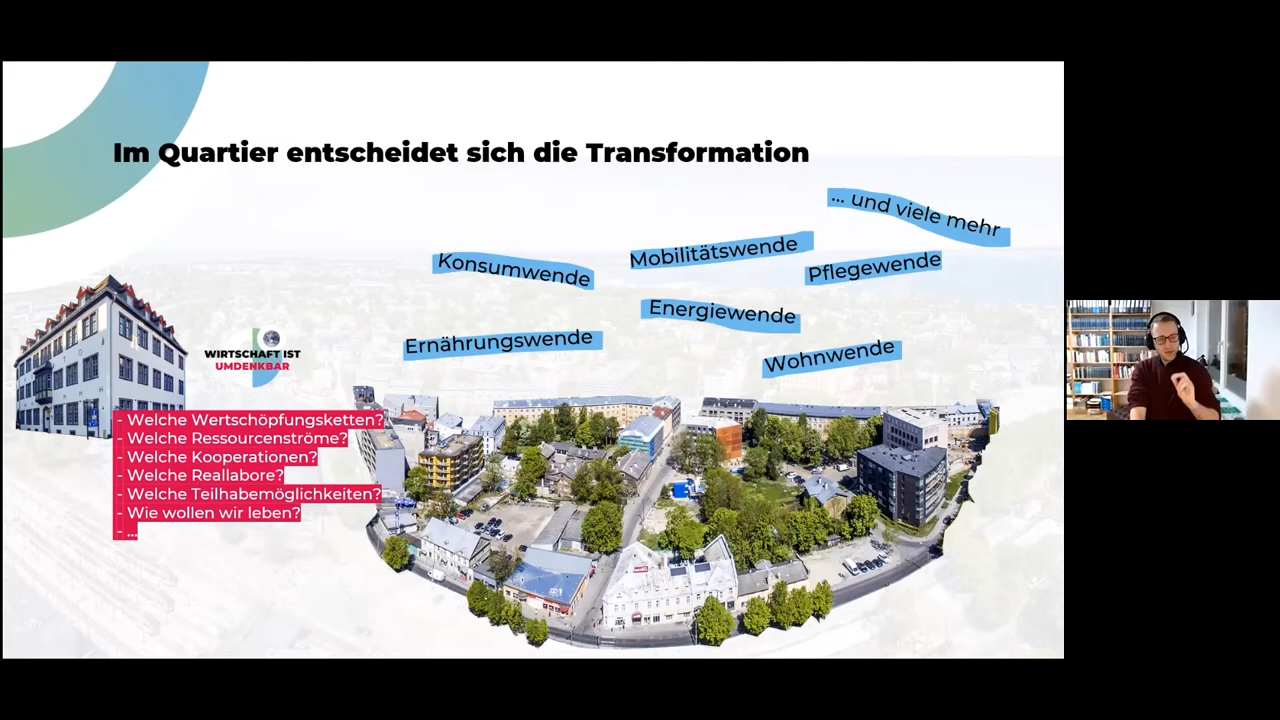 Im Quartier entscheidet sich die Transformation
... und viele mehr
Mobilitätswende
Konsumwende
Pflegewende
Energiewende
Ernährungswende
Wohnwende
WIRTSCHAFT IST
UMDENKBAR
- Welche Wertschöpfungsketten?
- Welche Ressourcenströme?
- Welche Kooperationen?
- Welche Reallabore?
- Welche Teilhabemöglichkeiten?
- Wie wollen wir leben?
- ...